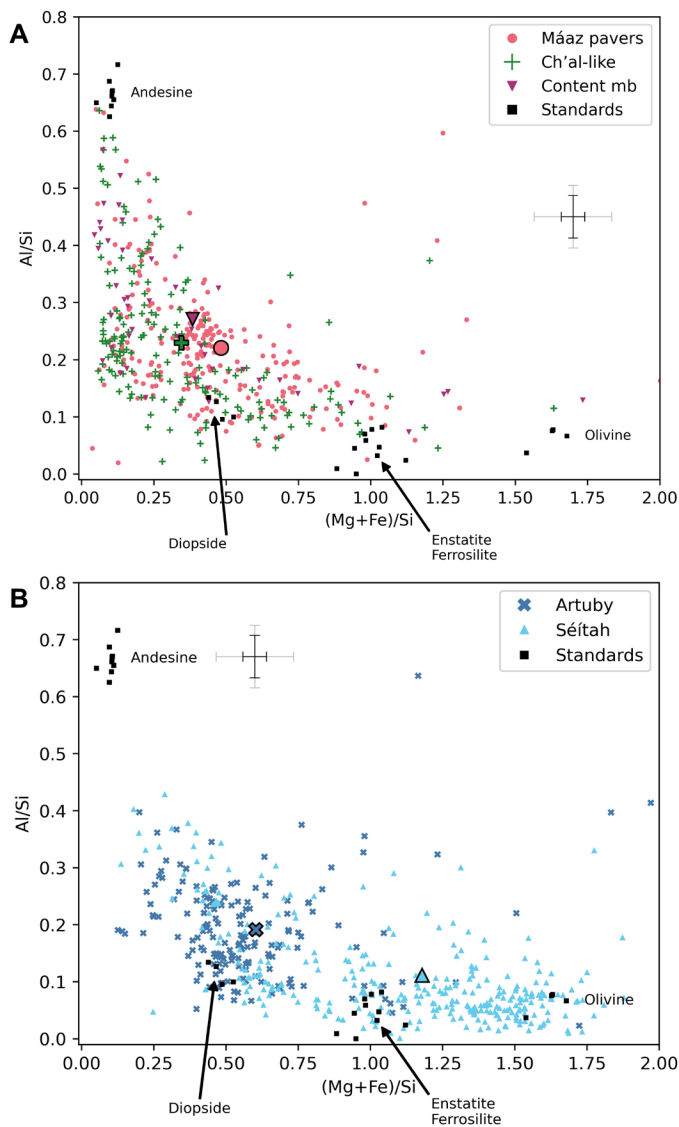 A
0.8
0.7
0.6
0.5
0.4
0.3
0.2
0.1
0.0
Al/Si
Andesine
Máaz pavers
Ch’al-like
Content mb
Standards
Olivine
0.00 0.25 0.50 0.75 1.00 1.25 1.50 1.75 2.00
(Mg+Fe)/Si
Diopside
Enstatite
Ferrosilite
B
0.8
0.7
0.6
0.5
0.4
0.3
0.2
0.1
0.0
Al/Si
Andesine
Artuby
Séítah
Standards
Olivine
0.00 0.25 0.50 0.75 1.00 1.25 1.50 1.75 2.00
(Mg+Fe)/Si
Diopside
Enstatite
Ferrosilite